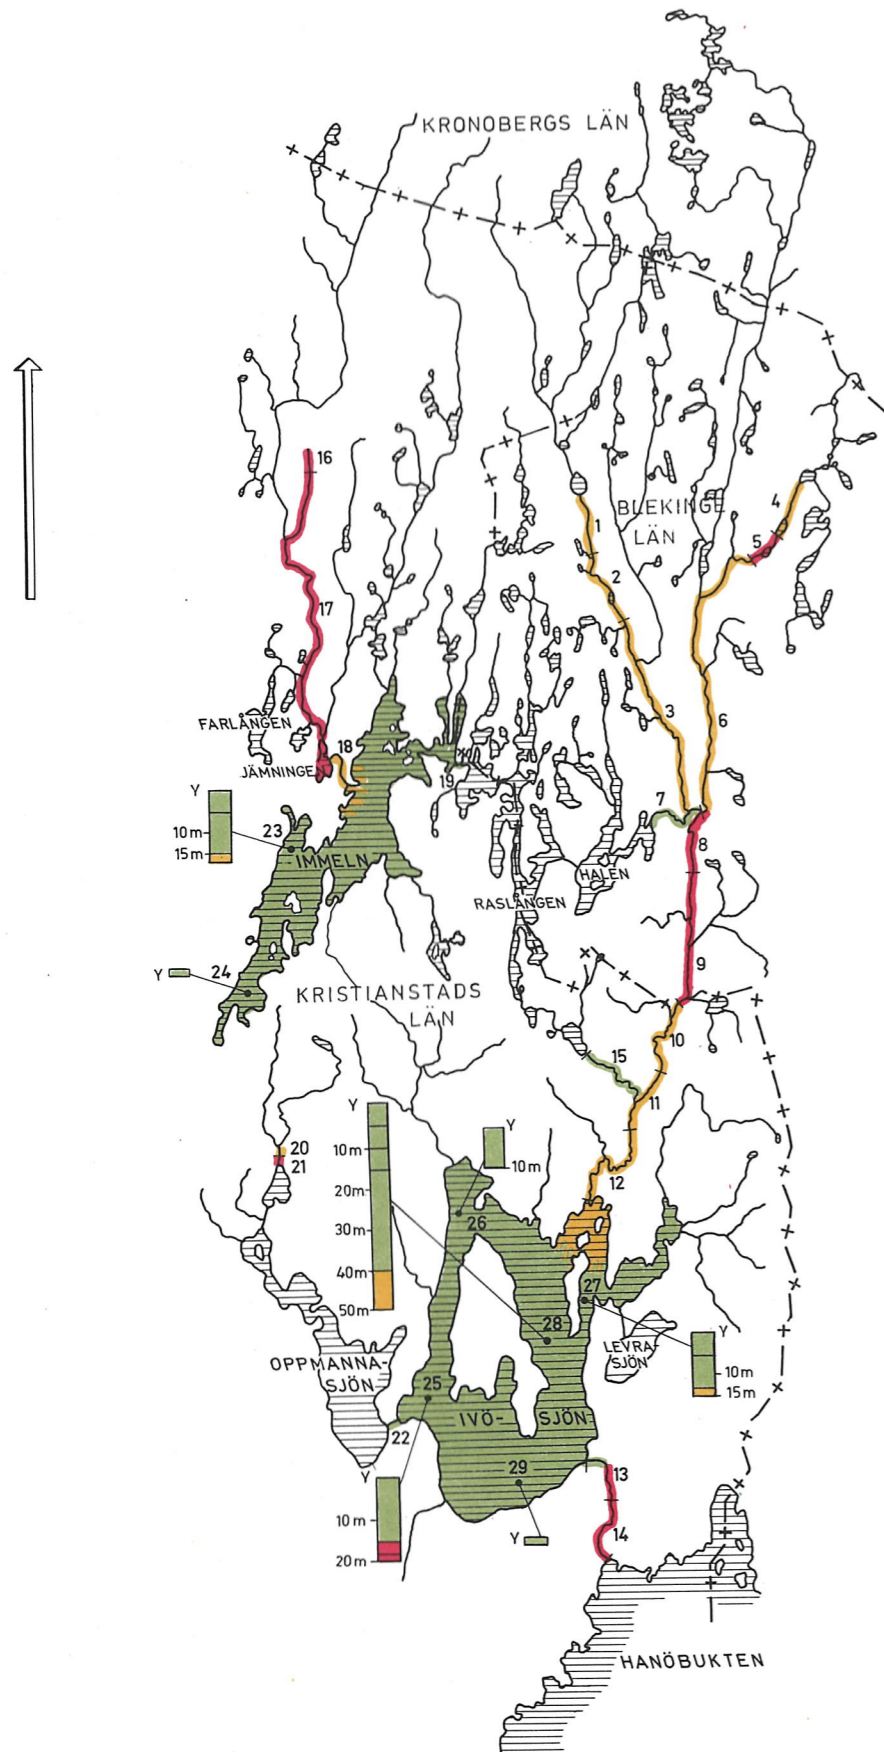 KRONOBERGS LÄN
16
BLEKINGE
LÄN
4
1
5
2
17
FARLÅNGEN
3
6
18
JÄMNINGEN
19
Y
10m
15m
23
IMMELN
7
8
HALEN
RASLÅNGEN
Y
24
9
KRISTIANSTADS
LÄN
10
15
11
20
21
12
Y
10m
20m
30m
40m
50m
Y
10m
26
27
28
LEVRA-
SJÖN
Y
10m
15m
OPPMANNA-
SJÖN
25
IVÖ-SJÖN
22
29
13
Y
10m
20m
Y
14
HANÖBUKTEN